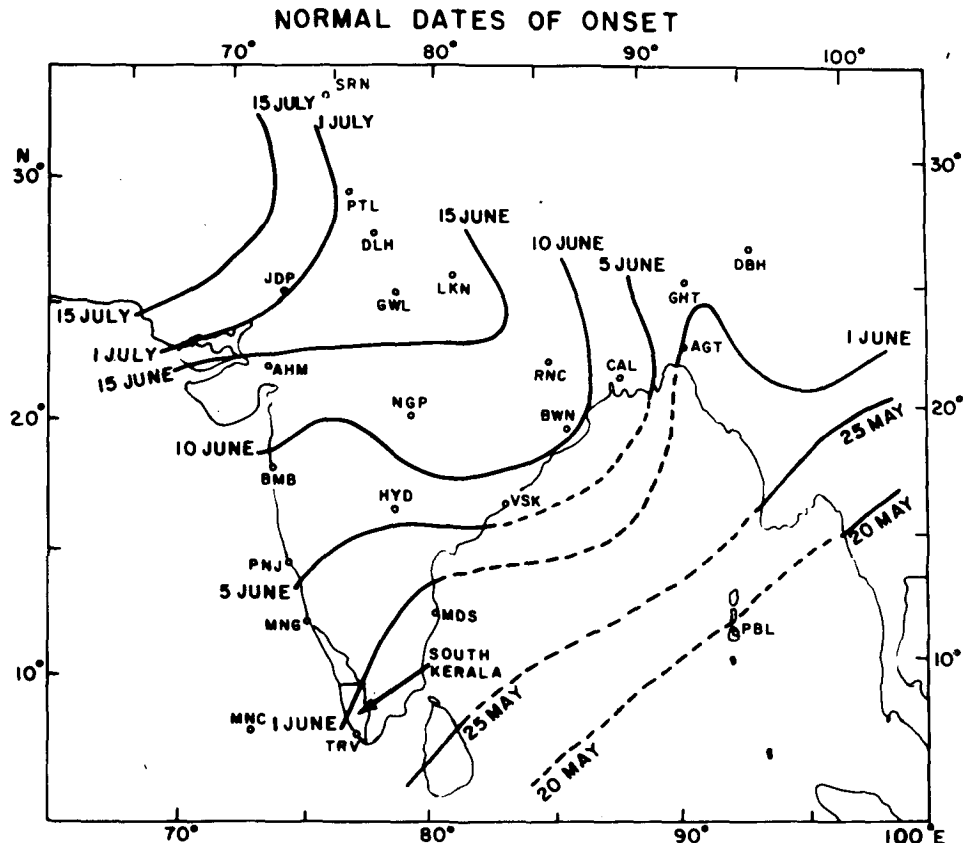 NORMAL DATES OF ONSET
70° 80° 90° 100°
SRN
15 JULY
1 JULY
N
30° 30°
PTL
15 JUNE
10 JUNE
DLH
5 JUNE
DBH
JDP
LKN
GHT
GWL
15 JULY
1 JUNE
1 JULY
AGT
15 JUNE
AHM
RNC
CAL
20° 20°
NGP
BWN
25 MAY
10 JUNE
BMB
HYD
VSK
20 MAY
PNJ
5 JUNE
MNG
MDS
PBL
SOUTH
KERALA
10° 10°
MNC
1 JUNE
TRV
25 MAY
20 MAY
70° 80° 90° 100°E